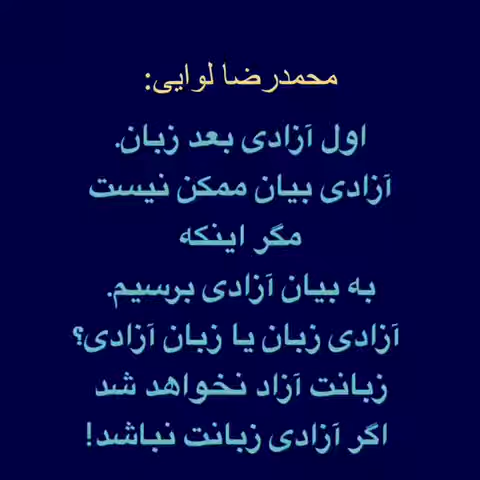 محمدرضا لوایی:
اول آزادی بعد زبان.
آزادی بیان ممکن نیست
مگر اینکه
به بیان آزادی برسیم.
آزادی زبان یا زبان آزادی؟
زبانت آزاد نخواهد شد
اگر آزادی زبانت نباشد!